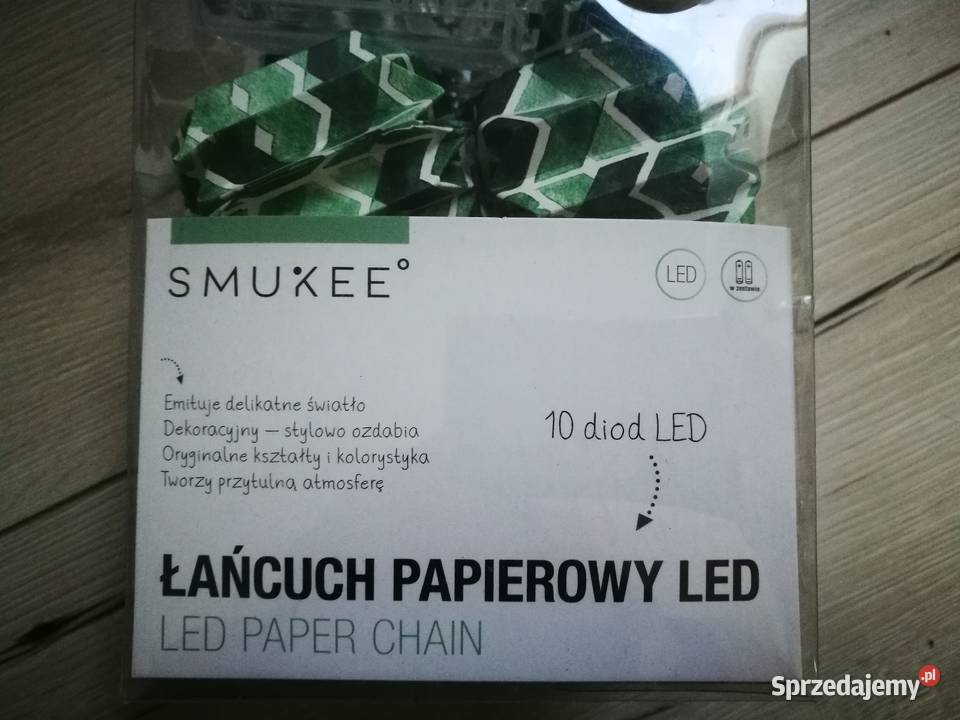 SMUKEE°
LED
w zestawie
Emituje delikatne światło
Dekoracyjny – stylowo ozdabia
Oryginalne kształty i kolorystyka
Tworzy przytulną atmosferę
10 diod LED
ŁAŃCUCH PAPIEROWY LED
LED PAPER CHAIN
Sprzedajemy.pl